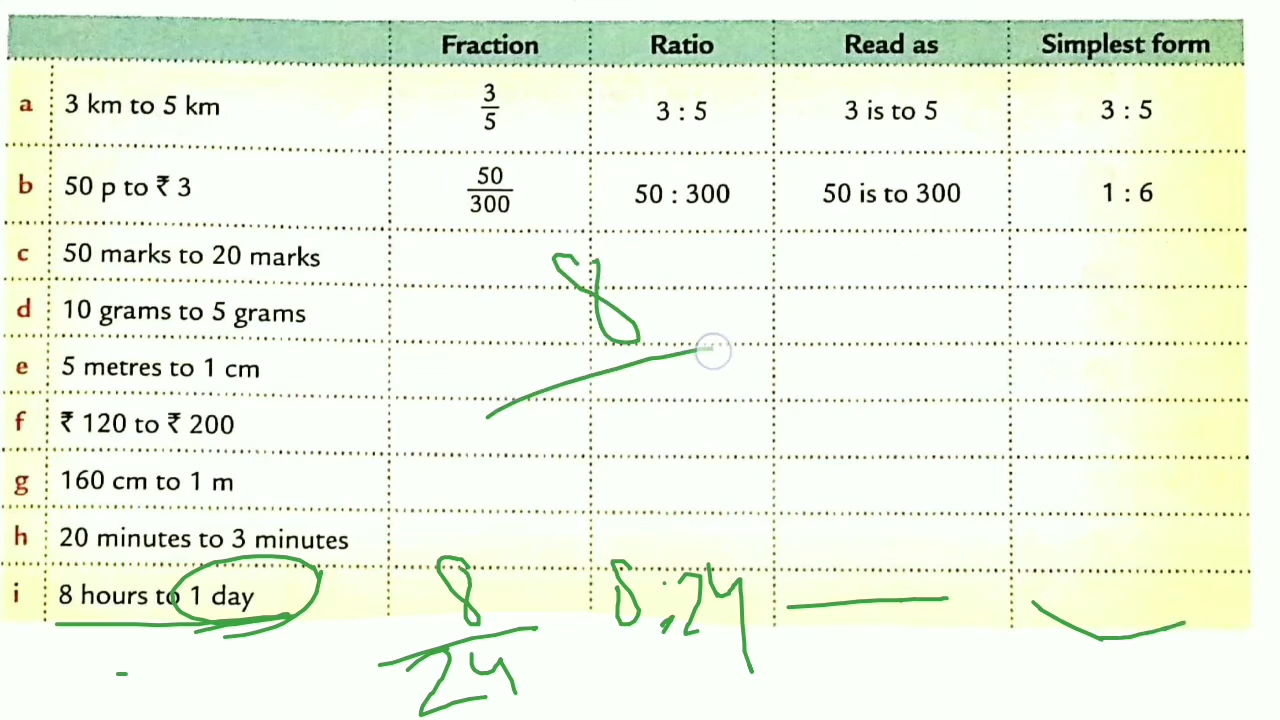 Fraction Ratio Read as Simplest form
a 3 km to 5 km 3/5 3 : 5 3 is to 5 3 : 5
b 50 p to ₹ 3 50/300 50 : 300 50 is to 300 1 : 6
c 50 marks to 20 marks
8
d 10 grams to 5 grams
e 5 metres to 1 cm
f ₹ 120 to ₹ 200
g 160 cm to 1 m
h 20 minutes to 3 minutes
i 8 hours to 1 day 8/24 8:24